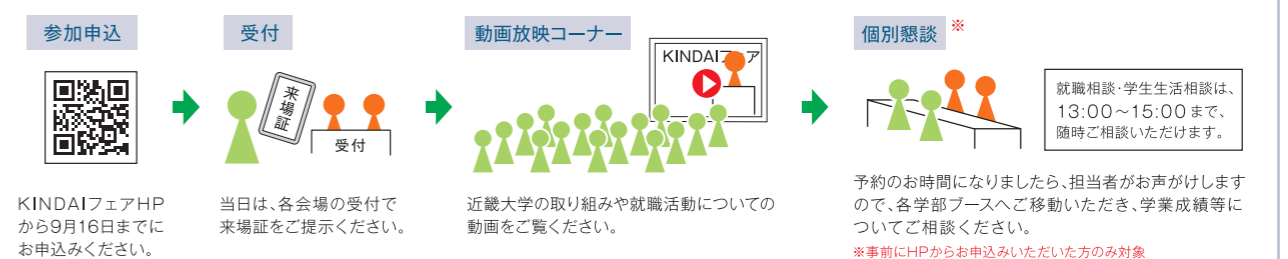 参加申込
KINDAIフェアHP
から9月16日までに
お申込みください。
受付
来場証
受付
当日は、各会場の受付で
来場証をご提示ください。
動画放映コーナー
KINDAIフェア
近畿大学の取り組みや就職活動についての
動画をご覧ください。
個別懇談 ※
就職相談・学生生活相談は、
13:00〜15:00まで、
随時ご相談いただけます。
予約のお時間になりましたら、担当者がお声がけします
ので、各学部ブースへご移動いただき、学業成績等に
ついてご相談ください。
※事前にHPからお申込みいただいた方のみ対象